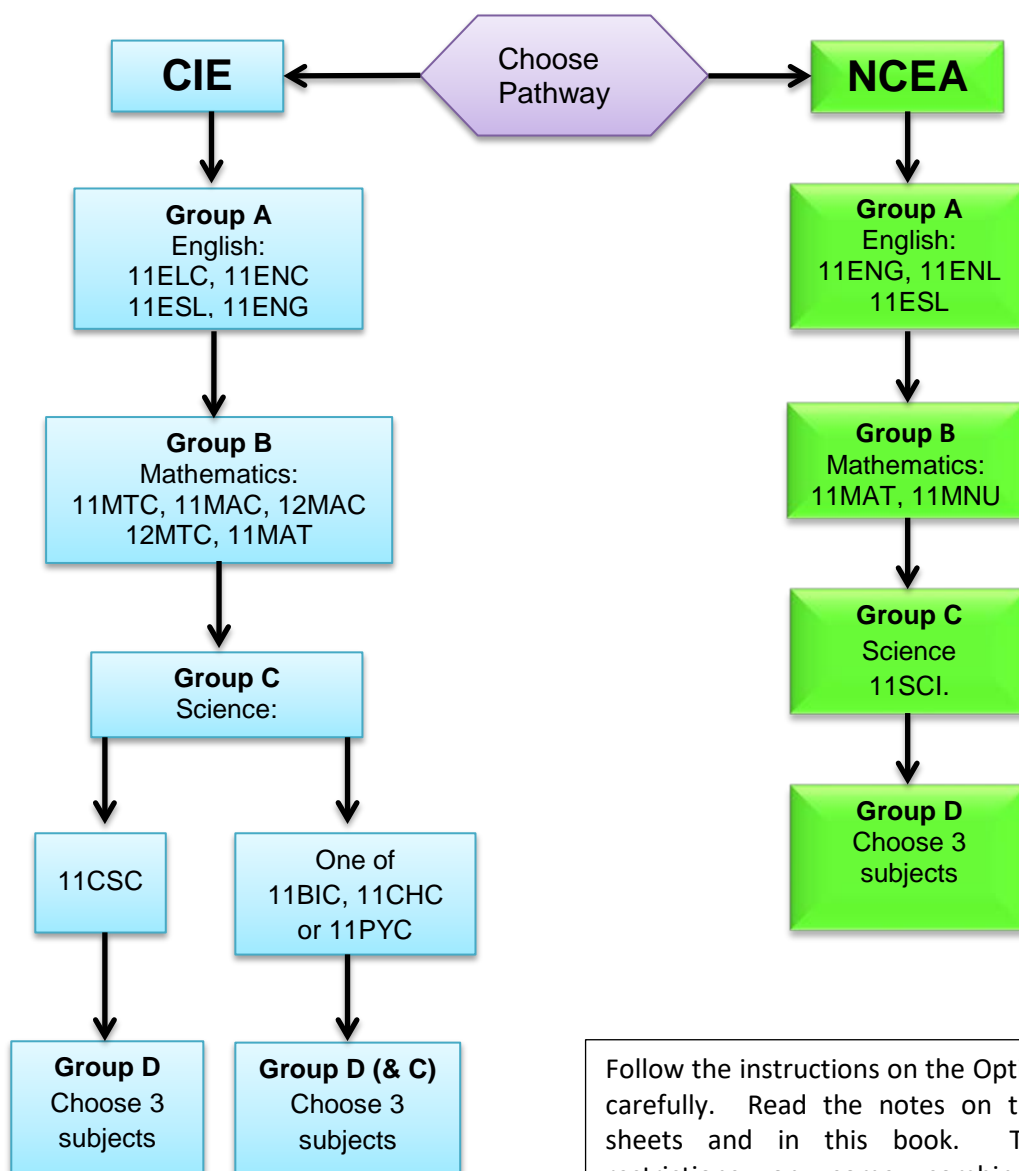 Choose
Pathway
CIE
Group A
English:
11ELC, 11ENC
11ESL, 11ENG
Group B
Mathematics:
11MTC, 11MAC, 12MAC
12MTC, 11MAT
Group C
Science:
11CSC
One of
11BIC, 11CHC
or 11PYC
Group D
Choose 3
subjects
Group D (& C)
Choose 3
subjects
NCEA
Group A
English:
11ENG, 11ENL
11ESL
Group B
Mathematics:
11MAT, 11MNU
Group C
Science
11SCI.
Group D
Choose 3
subjects
Follow the instructions on the
carefully. Read the notes on
sheets and in this book.